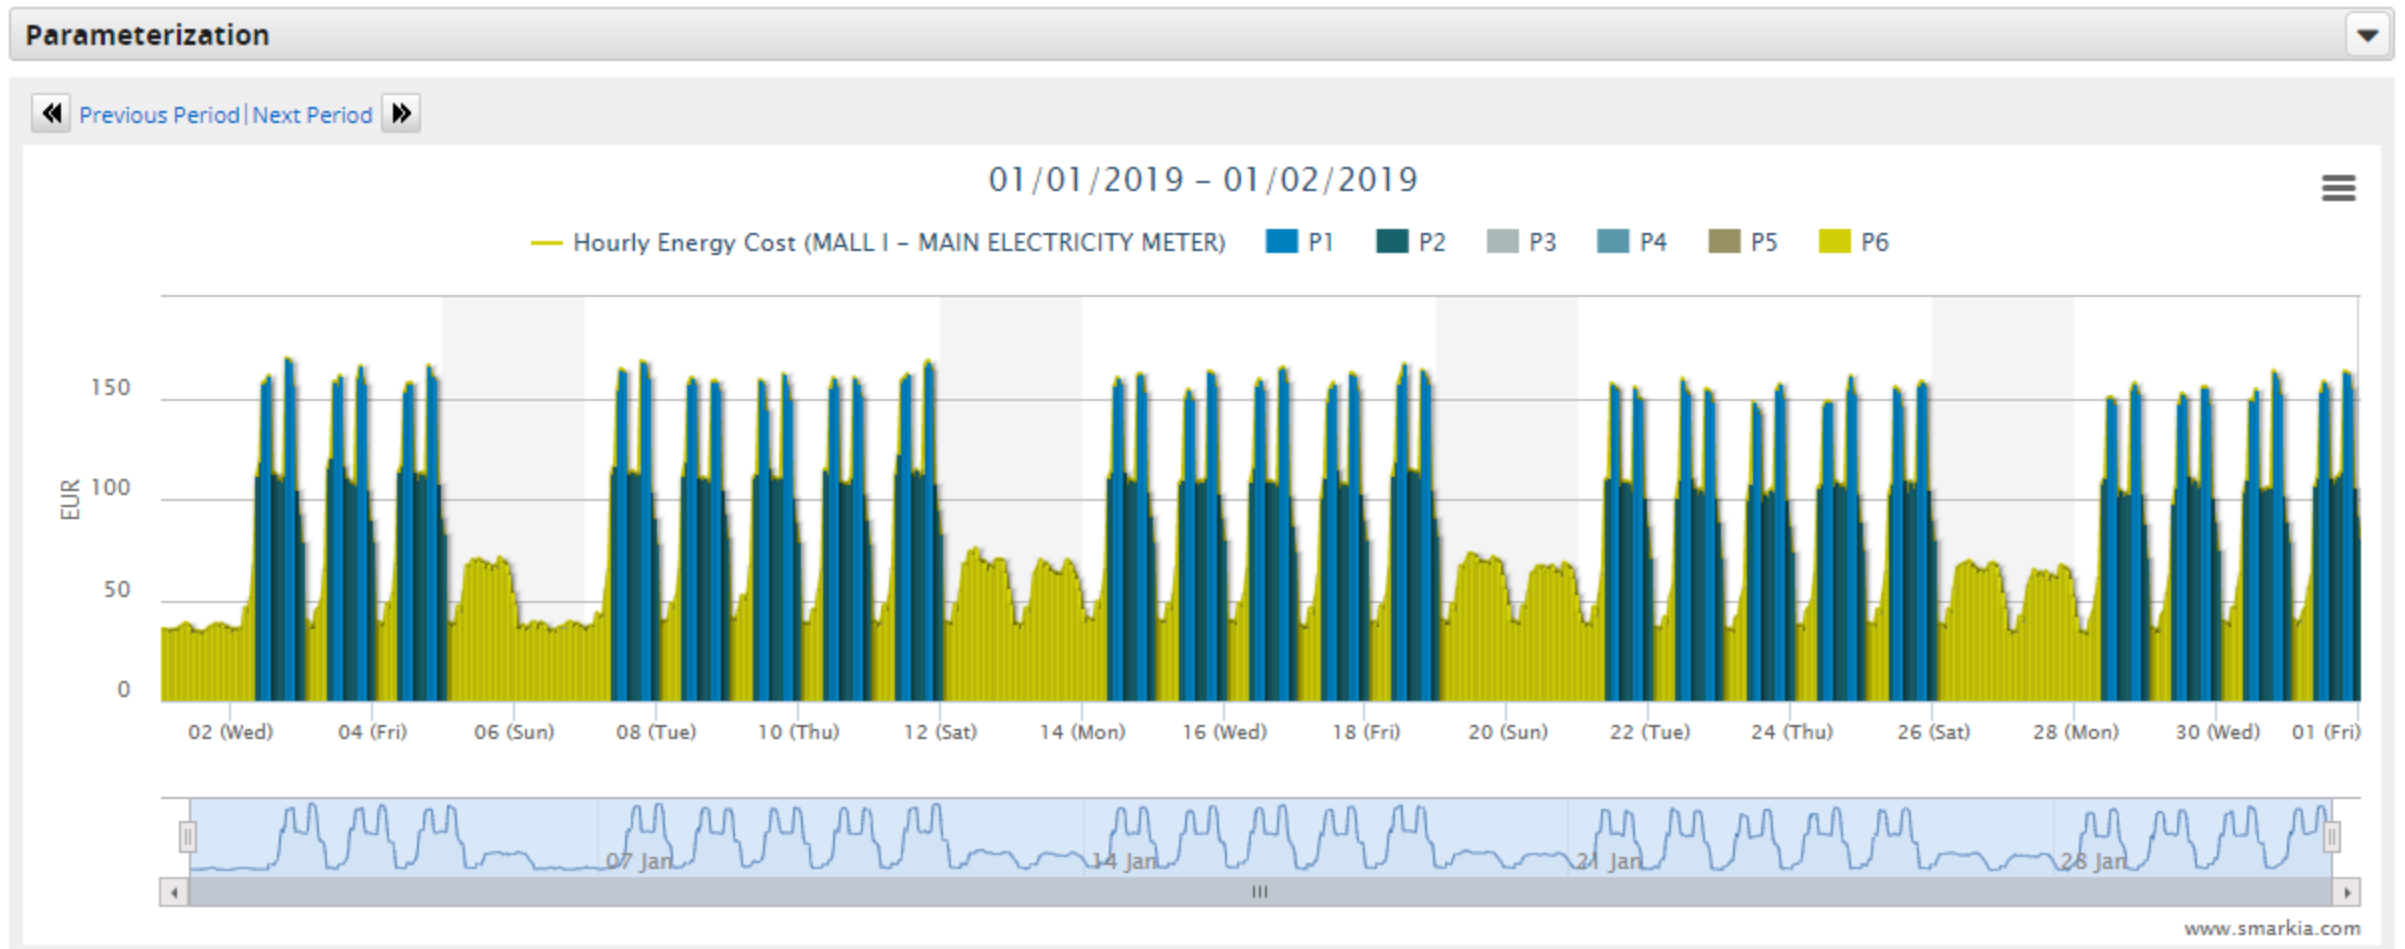 Parameterization
Previous Period|Next Period
01/01/2019 – 01/02/2019
Hourly Energy Cost (MALL I – MAIN ELECTRICITY METER) P1 P2 P3 P4 P5 P6
EUR
150
100
50
0
02 (Wed) 04 (Fri) 06 (Sun) 08 (Tue) 10 (Thu) 12 (Sat) 14 (Mon) 16 (Wed) 18 (Fri) 20 (Sun) 22 (Tue) 24 (Thu) 26 (Sat) 28 (Mon) 30 (Wed) 01 (Fri)
07 Jan 14 Jan 21 Jan 28 Jan
www.smarkia.com